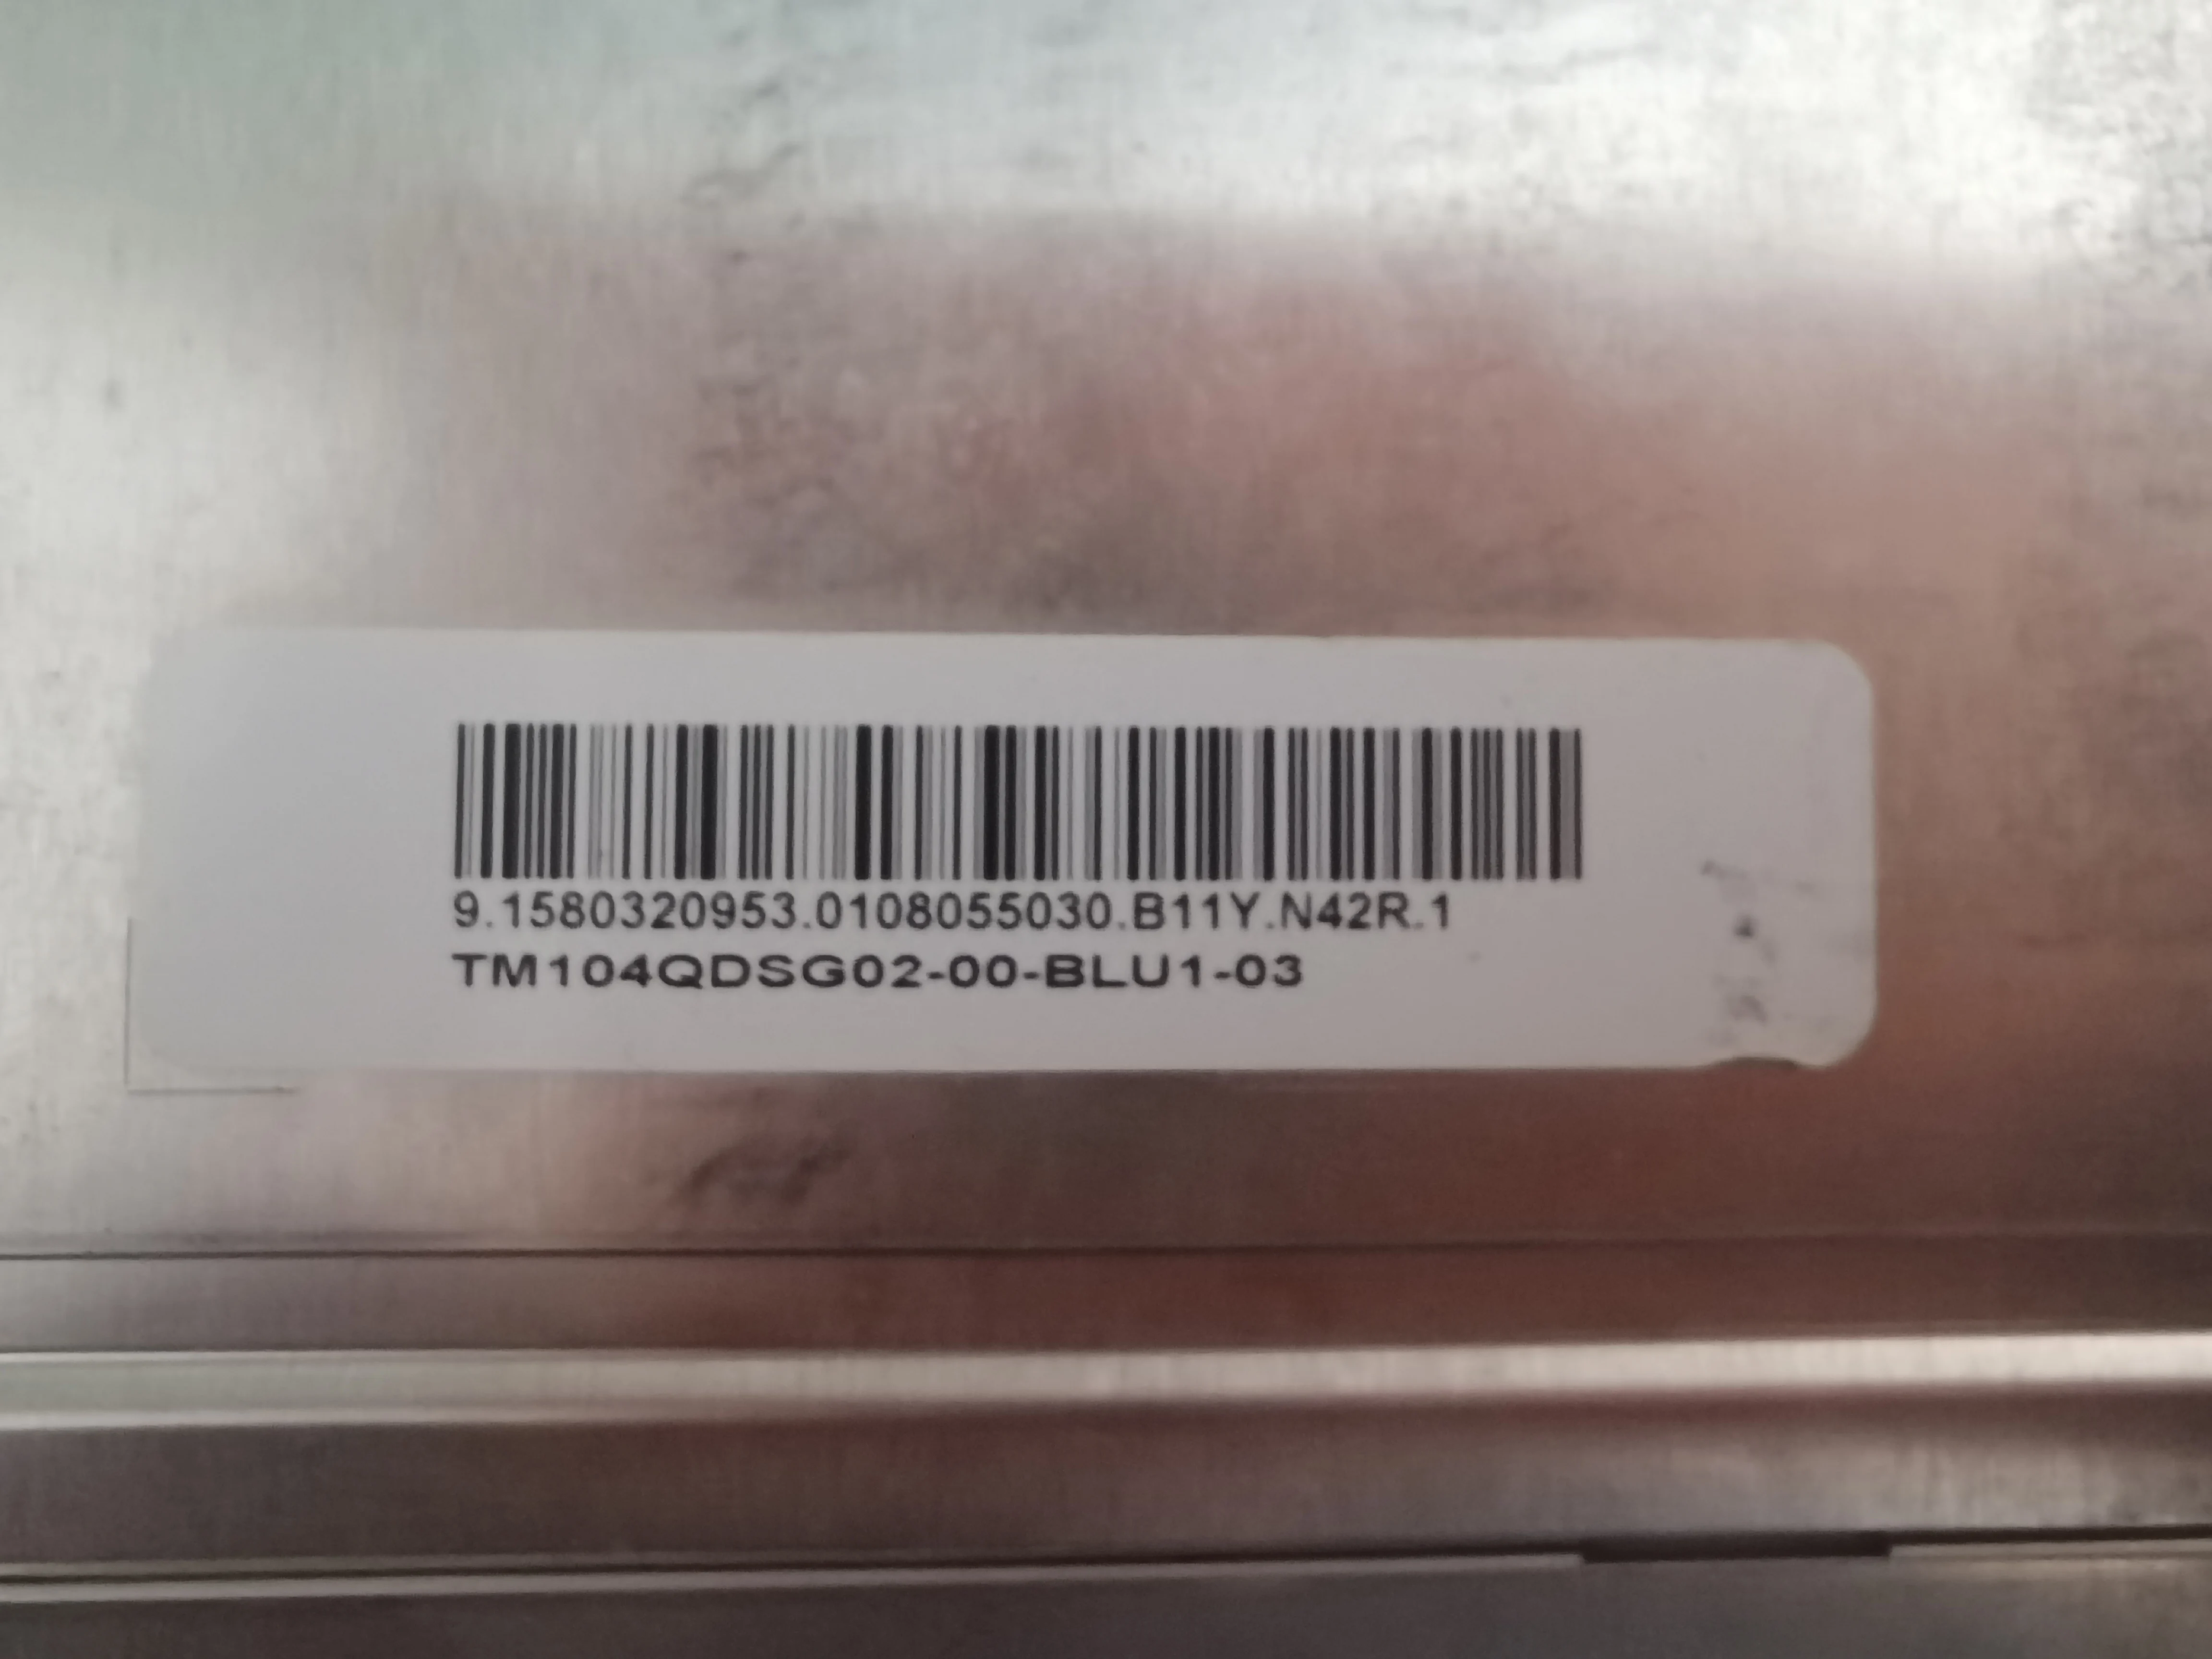 9.1580320953.0108055030.B11Y.N42R.1
TM104QDSG02-00-BLU1-03